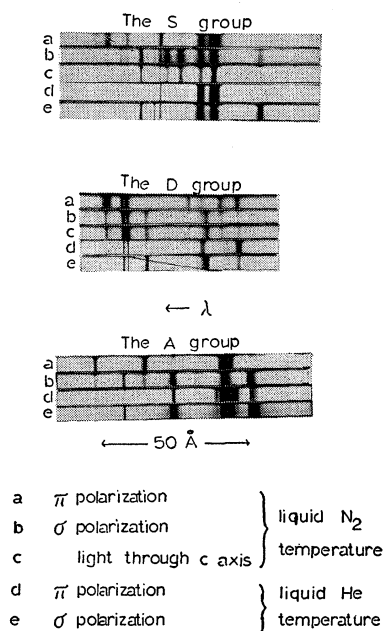 The S group
a
b
c
d
e
The D group
a
b
c
d
e
← λ
The A group
a
b
d
e
← 50 Å →
a π polarization
b σ polarization
c light through c axis
liquid N₂
temperature
d π polarization
e σ polarization
liquid He
temperature